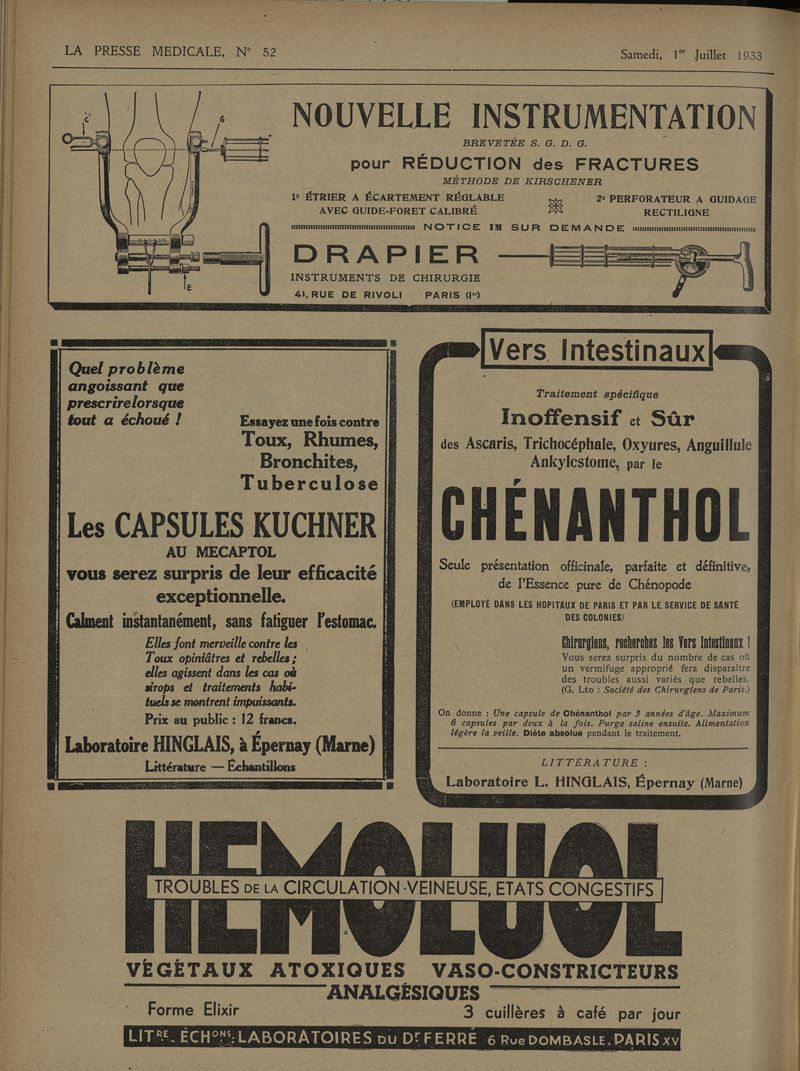 LA PRESSE MEDICALE, N° 52
Samedi, 1er Juillet 1933
C
G
E
NOUVELLE INSTRUMENTATION
BREVETÉE S. G. D. G.
pour RÉDUCTION des FRACTURES
MÉTHODE DE KIRSCHENER
1° ÉTRIER A ÉCARTEMENT RÉGLABLE
AVEC GUIDE-FORET CALIBRÉ
2° PERFORATEUR A GUIDAGE
RECTILIGNE
NOTICE IM SUR DEMANDE
DRAPIER
INSTRUMENTS DE CHIRURGIE
41, RUE DE RIVOLI PARIS (Ier)
Quel problème
angoissant que
prescrire lorsque
tout a échoué !
Essayez une fois contre
Toux, Rhumes,
Bronchites,
Tuberculose
Les CAPSULES KUCHNER
AU MECAPTOL
vous serez surpris de leur efficacité
exceptionnelle.
Calment instantanément, sans fatiguer l'estomac.
Elles font merveille contre les
Toux opiniâtres et rebelles ;
elles agissent dans les cas où
sirops et traitements habi-
tuels se montrent impuissants.
Prix au public : 12 francs.
Laboratoire HINGLAIS, à Épernay (Marne)
Littérature — Échantillons
Vers Intestinaux
Traitement spécifique
Inoffensif et Sûr
des Ascaris, Trichocéphale, Oxyures, Anguillule
Ankylostome, par le
CHÉNANTHOL
Seule présentation officinale, parfaite et définitive,
de l'Essence pure de Chénopode
(EMPLOYÉ DANS LES HOPITAUX DE PARIS ET PAR LE SERVICE DE SANTÉ
DES COLONIES)
Chirurgiens, recherchez les Vers Intestinaux !
Vous serez surpris du nombre de cas où
un vermifuge approprié fera disparaître
des troubles aussi variés que rebelles.
(G. LÉO : Société des Chirurgiens de Paris.)
On donne : Une capsule de Chénanthol par 3 années d'âge. Maximum
6 capsules par deux à la fois. Purge saline ensuite. Alimentation
légère la veille. Diète absolue pendant le traitement.
LITTÉRATURE :
Laboratoire L. HINGLAIS, Épernay (Marne)
HEMOLUOL
TROUBLES DE LA CIRCULATION VEINEUSE, ETATS CONGESTIFS
VÉGÉTAUX ATOXIQUES VASO-CONSTRICTEURS
ANALGÉSIQUES
Forme Elixir
3 cuillères à café par jour
LITRE. ÉCHONS: LABORATOIRES DU Dr FERRÉ 6 Rue DOMBASLE. PARIS XV